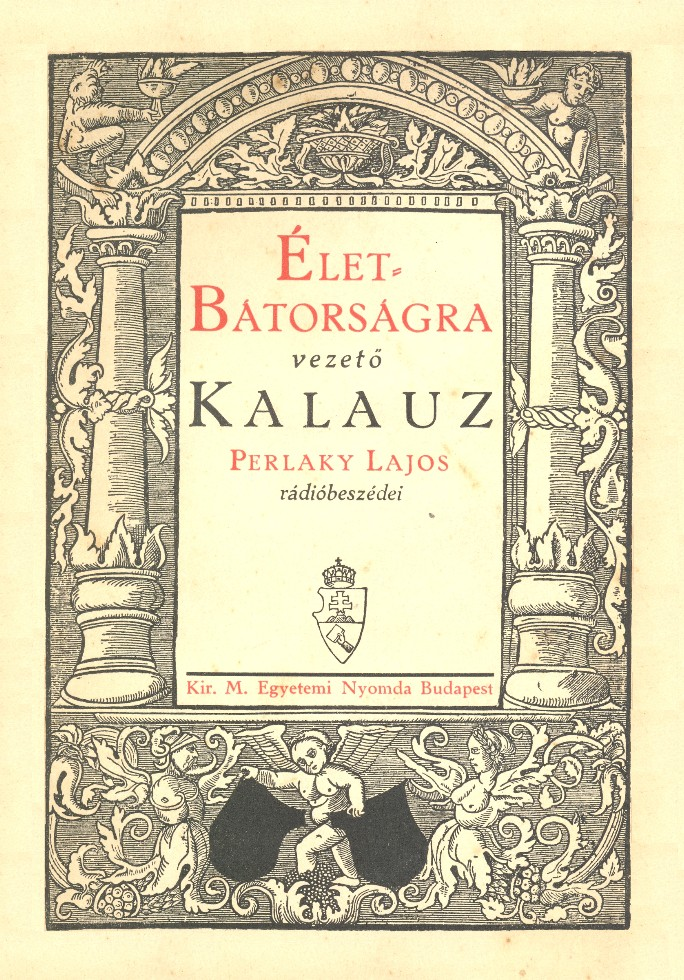 ÉLET-
BÁTORSÁGRA
vezető
KALAUZ
PERLAKY LAJOS
rádióbeszédei
Kir. M. Egyetemi Nyomda Budapest